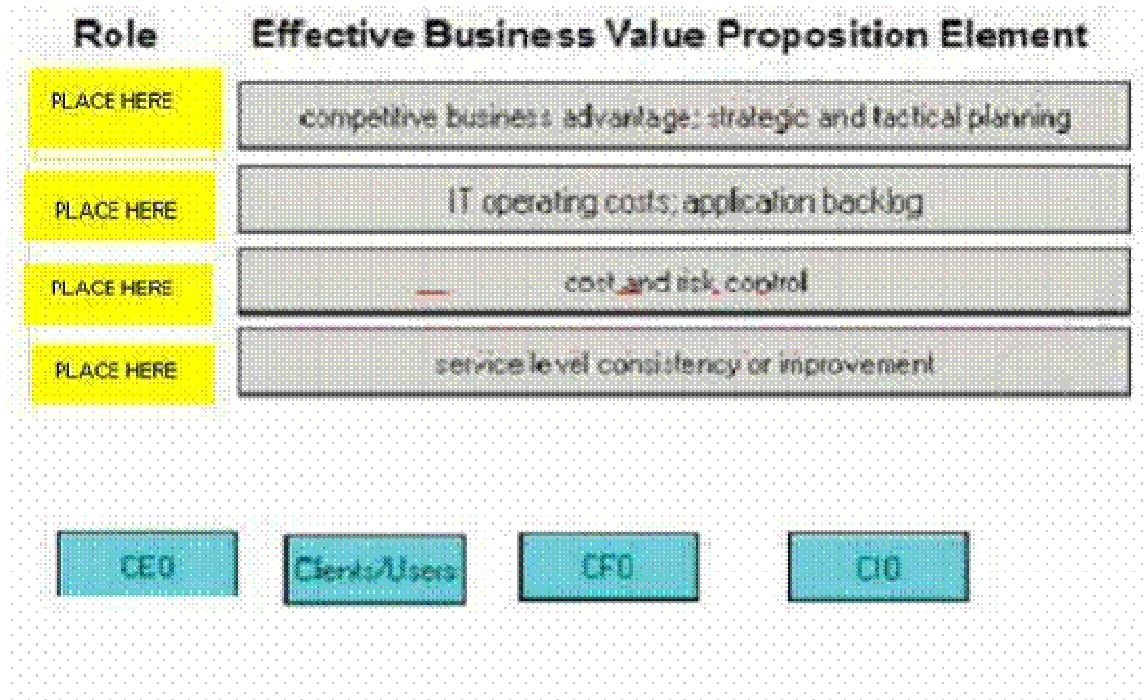 Role Effective Business Value Proposition Element
PLACE HERE competitive business advantage; strategic and tactical planning
PLACE HERE IT operating costs; application backlog
PLACE HERE cost and risk control
PLACE HERE service level consistency or improvement
CEO Clients/Users CFO CIO